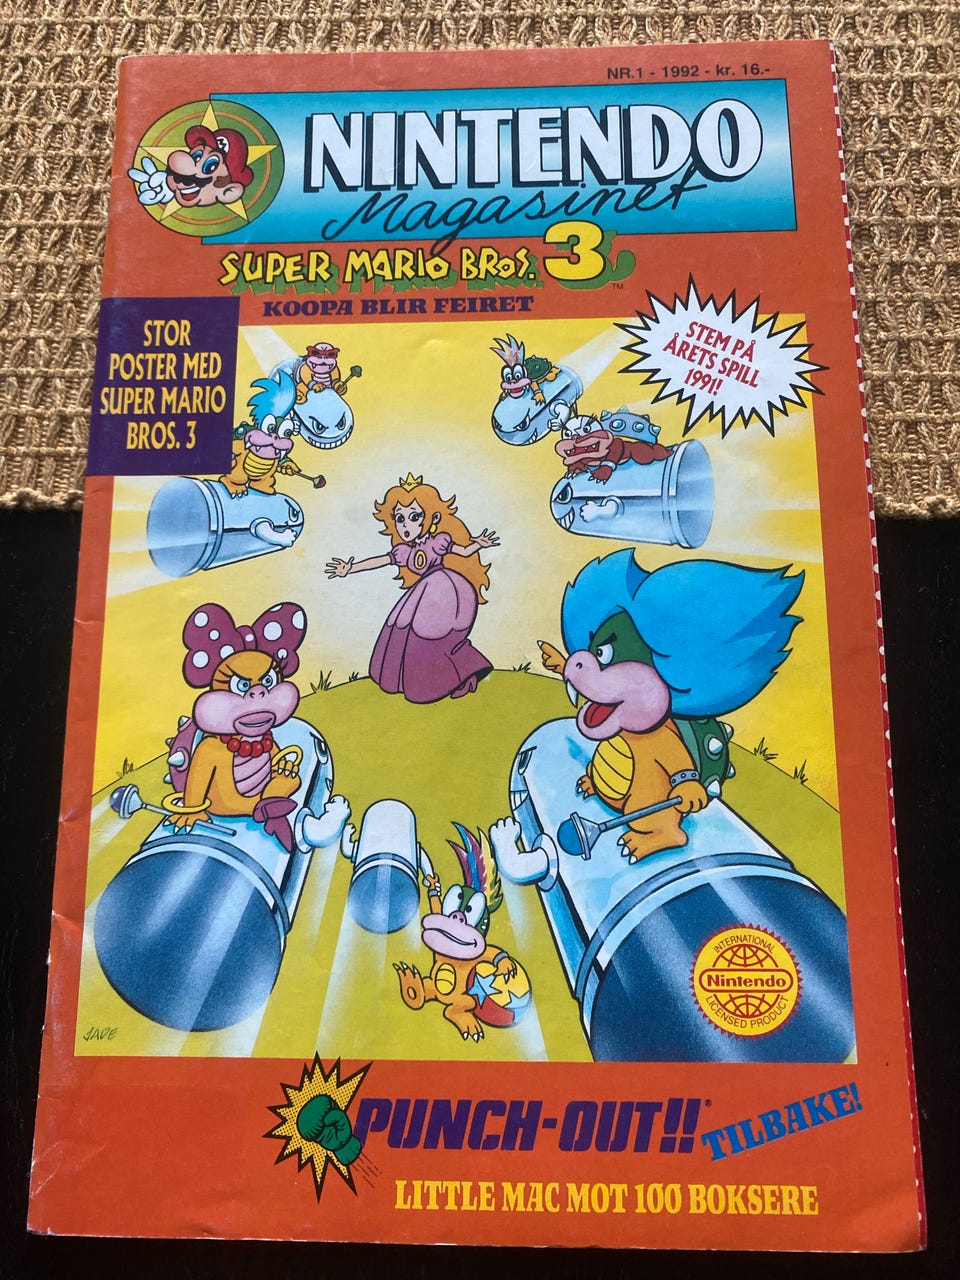 NR.1 - 1992 - kr. 16.-
NINTENDO
Magasinet
SUPER MARIO BROS. 3
TM
KOOPA BLIR FEIRET
STOR
POSTER MED
SUPER MARIO
BROS. 3
STEM PÅ
ÅRETS SPILL
1991!
INTERNATIONAL
Nintendo
LICENSED PRODUCT
JADE
PUNCH-OUT!!®
TILBAKE!
LITTLE MAC MOT 100 BOKSERE